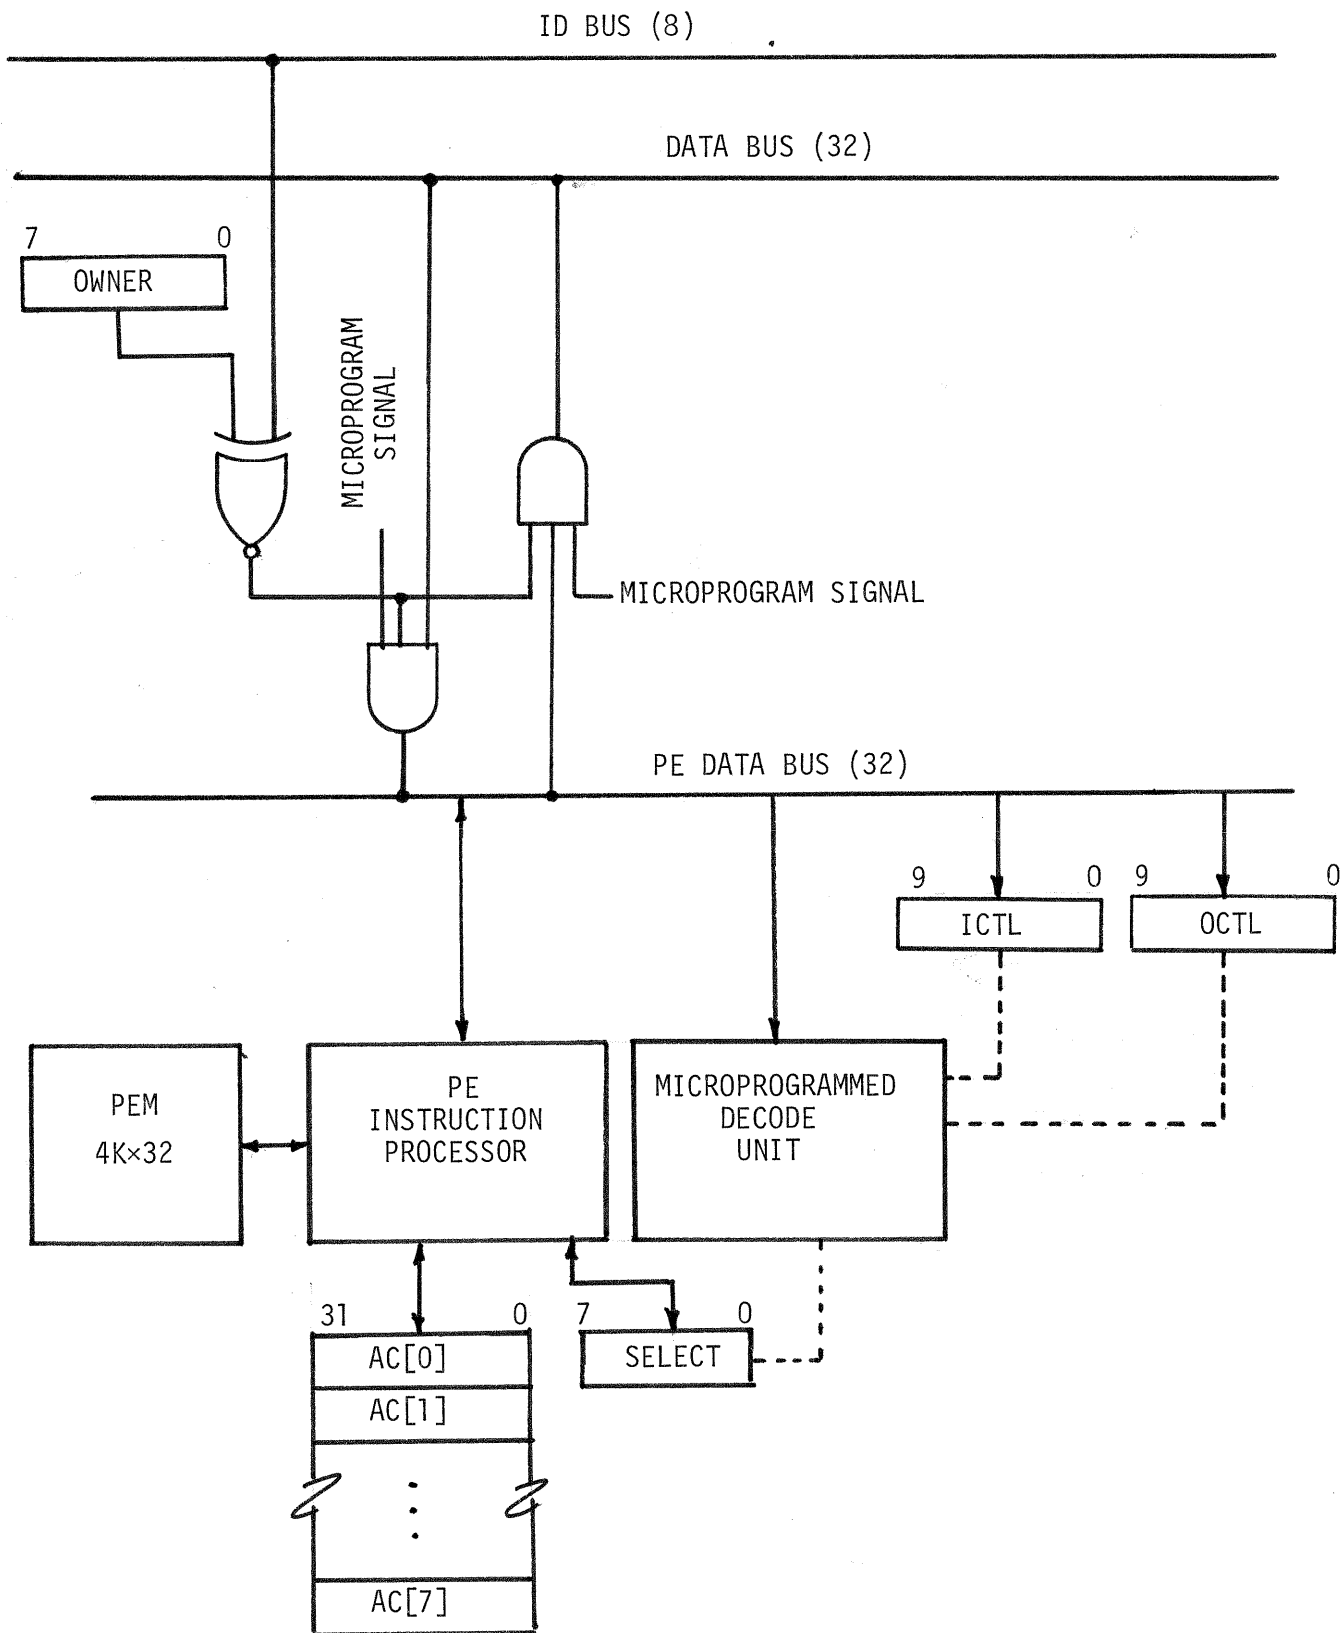 ID BUS (8)
DATA BUS (32)
7 0
OWNER
MICROPROGRAM
SIGNAL
MICROPROGRAM SIGNAL
PE DATA BUS (32)
9 0
ICTL
9 0
OCTL
PEM
4K×32
PE
INSTRUCTION
PROCESSOR
MICROPROGRAMMED
DECODE
UNIT
31 0
AC[0]
AC[1]
AC[7]
7 0
SELECT